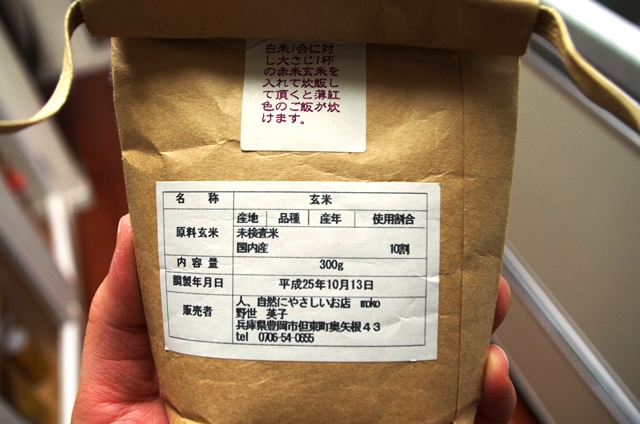 白米1合に対
し大さじ1杯
の赤米玄米を
入れて炊飯し
て頂くと薄紅
色のご飯が炊
けます。
名　称　玄米
原料玄米　産地　品種　産年　使用割合
未検査米
国内産　10割
内容量　300g
調製年月日　平成25年10月13日
販売者　人、自然にやさしいお店　moko
野世　英子
兵庫県豊岡市但東町奥矢根43
tel　0706-54-0655